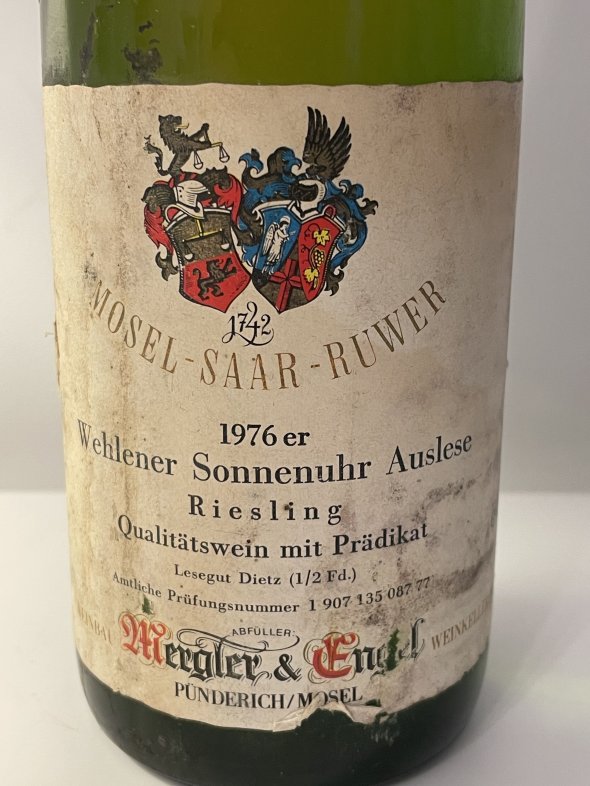 1742
MOSEL-SAAR-RUWER
1976 er
Wehlener Sonnenuhr Auslese
Riesling
Qualitätswein mit Prädikat
Lesegut Dietz (1/2 Fd.)
Amtliche Prüfungsnummer 1 907 135 087 77
ABFÜLLER:
Mergler & Engel
PÜNDERICH/MOSEL